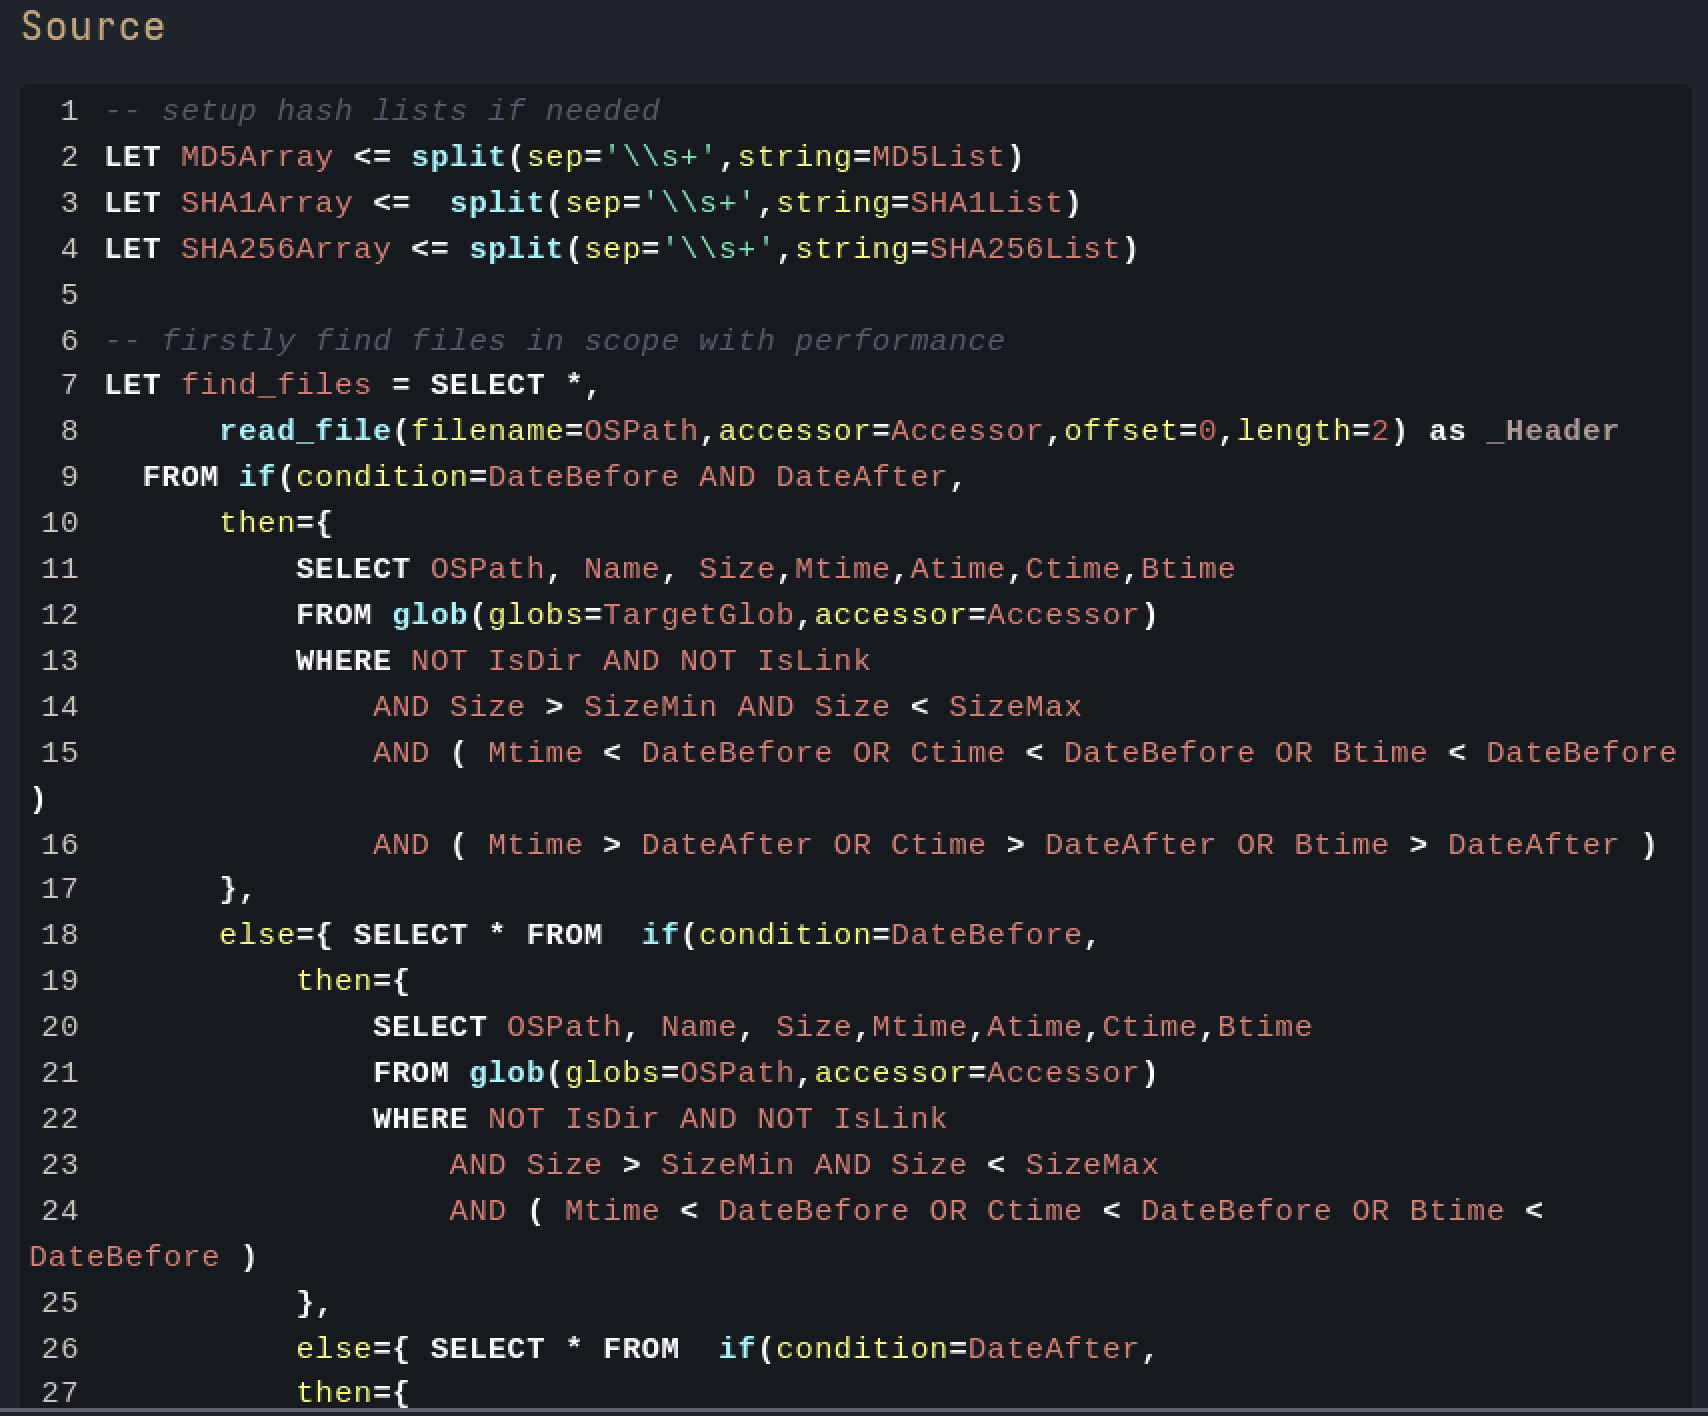 Source
1 -- setup hash lists if needed
2 LET MD5Array <= split(sep='\\s+',string=MD5List)
3 LET SHA1Array <=  split(sep='\\s+',string=SHA1List)
4 LET SHA256Array <= split(sep='\\s+',string=SHA256List)
5
6 -- firstly find files in scope with performance
7 LET find_files = SELECT *,
8       read_file(filename=OSPath,accessor=Accessor,offset=0,length=2) as _Header
9   FROM if(condition=DateBefore AND DateAfter,
10       then={
11           SELECT OSPath, Name, Size,Mtime,Atime,Ctime,Btime
12           FROM glob(globs=TargetGlob,accessor=Accessor)
13           WHERE NOT IsDir AND NOT IsLink
14               AND Size > SizeMin AND Size < SizeMax
15               AND ( Mtime < DateBefore OR Ctime < DateBefore OR Btime < DateBefore
)
16               AND ( Mtime > DateAfter OR Ctime > DateAfter OR Btime > DateAfter )
17       },
18       else={ SELECT * FROM  if(condition=DateBefore,
19           then={
20               SELECT OSPath, Name, Size,Mtime,Atime,Ctime,Btime
21               FROM glob(globs=OSPath,accessor=Accessor)
22               WHERE NOT IsDir AND NOT IsLink
23                   AND Size > SizeMin AND Size < SizeMax
24                   AND ( Mtime < DateBefore OR Ctime < DateBefore OR Btime <
DateBefore )
25           },
26           else={ SELECT * FROM  if(condition=DateAfter,
27           then={